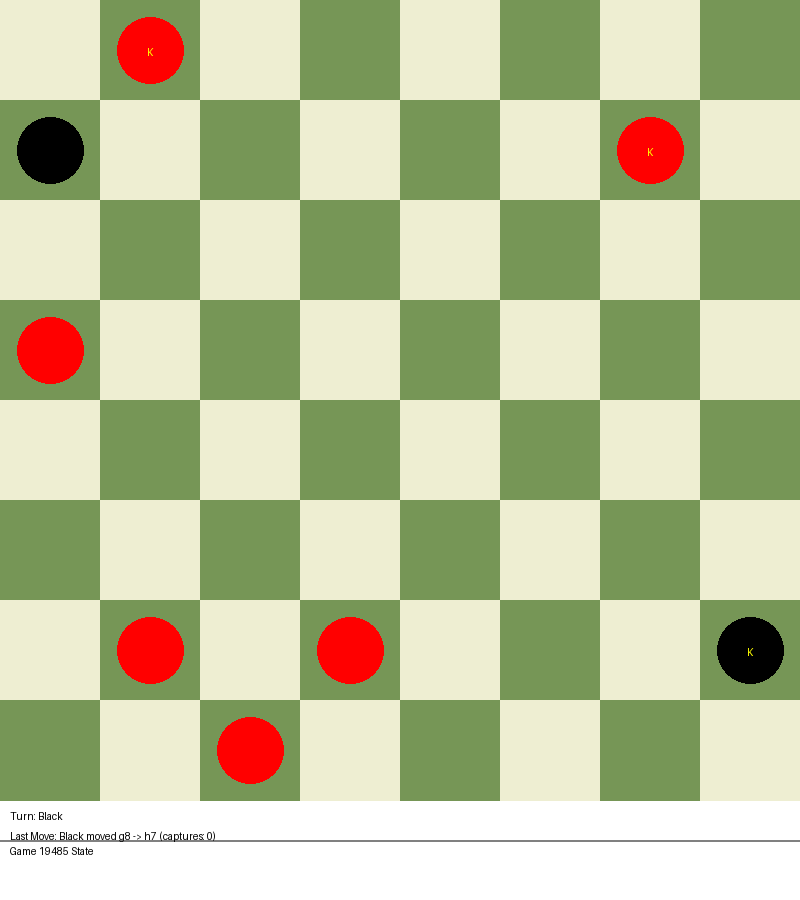 K
K
K
Turn: Black
Last Move: Black moved g8 -> h7 (captures: 0)
Game 19485 State